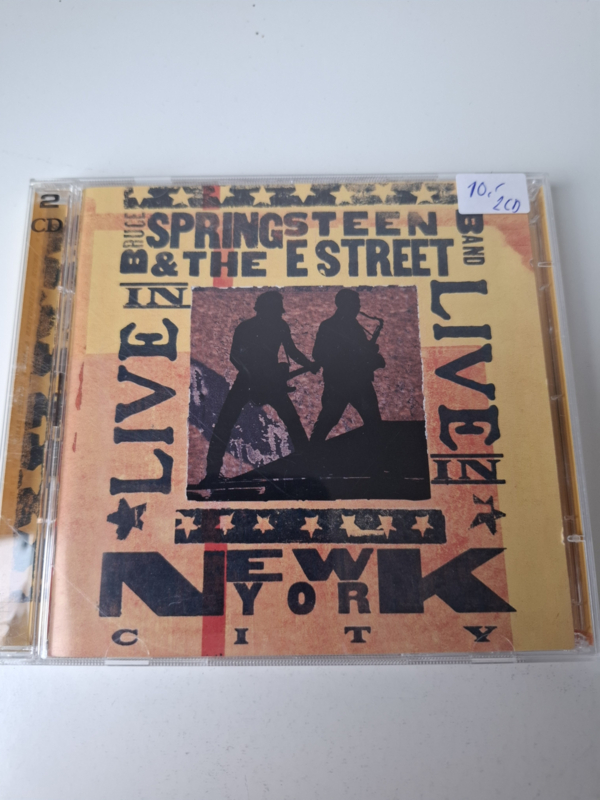 2
CD
10,-
2CD
BRUCE SPRINGSTEEN
& THE E STREET BAND
LIVE IN
LIVE IN
NEW YORK
CITY